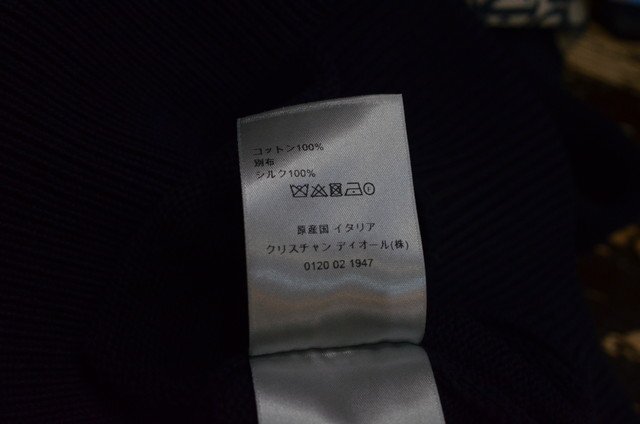 コットン100%
別布
シルク100%
原産国 イタリア
クリスチャン ディオール(株)
0120 02 1947